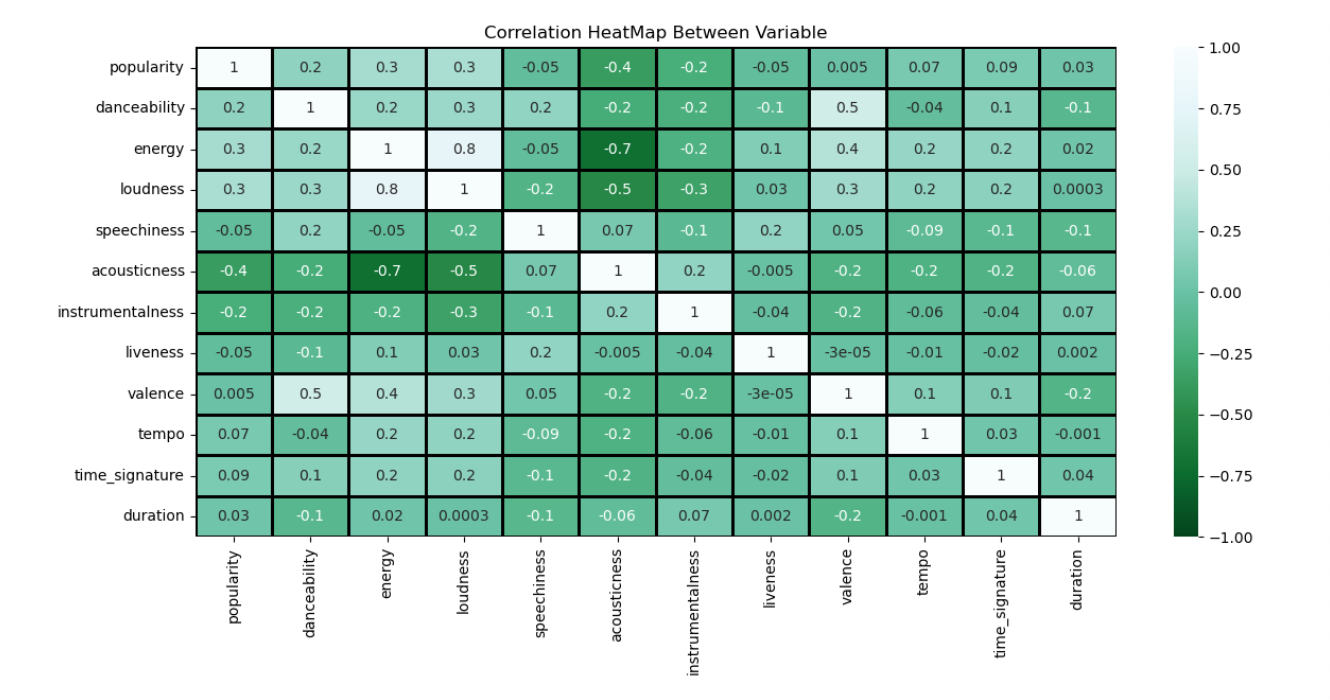 Correlation HeatMap Between Variable
popularity 1 0.2 0.3 0.3 -0.05 -0.4 -0.2 -0.05 0.005 0.07 0.09 0.03
danceability 0.2 1 0.2 0.3 0.2 -0.2 -0.2 -0.1 0.5 -0.04 0.1 -0.1
energy 0.3 0.2 1 0.8 -0.05 -0.7 -0.2 0.1 0.4 0.2 0.2 0.02
loudness 0.3 0.3 0.8 1 -0.2 -0.5 -0.3 0.03 0.3 0.2 0.2 0.0003
speechiness -0.05 0.2 -0.05 -0.2 1 0.07 -0.1 0.2 0.05 -0.09 -0.1 -0.1
acousticness -0.4 -0.2 -0.7 -0.5 0.07 1 0.2 -0.005 -0.2 -0.2 -0.2 -0.06
instrumentalness -0.2 -0.2 -0.2 -0.3 -0.1 0.2 1 -0.04 -0.2 -0.06 -0.04 0.07
liveness -0.05 -0.1 0.1 0.03 0.2 -0.005 -0.04 1 -3e-05 -0.01 -0.02 0.002
valence 0.005 0.5 0.4 0.3 0.05 -0.2 -0.2 -3e-05 1 0.1 0.1 -0.2
tempo 0.07 -0.04 0.2 0.2 -0.09 -0.2 -0.06 -0.01 0.1 1 0.03 -0.001
time_signature 0.09 0.1 0.2 0.2 -0.1 -0.2 -0.04 -0.02 0.1 0.03 1 0.04
duration 0.03 -0.1 0.02 0.0003 -0.1 -0.06 0.07 0.002 -0.2 -0.001 0.04 1
popularity
danceability
energy
loudness
speechiness
acousticness
instrumentalness
liveness
valence
tempo
time_signature
duration
1.00
0.75
0.50
0.25
0.00
−0.25
−0.50
−0.75
−1.00